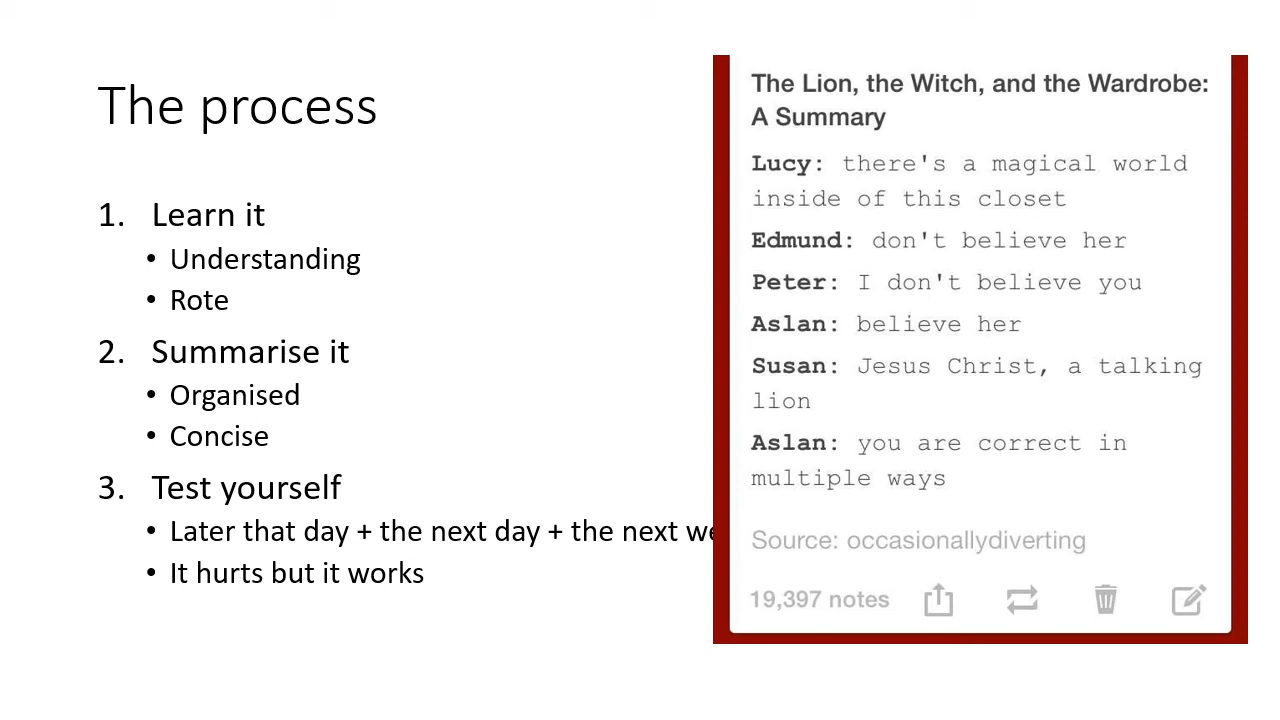 The process
1. Learn it
• Understanding
• Rote
2. Summarise it
• Organised
• Concise
3. Test yourself
• Later that day + the next day + the next
• It hurts but it works
The Lion, the Witch, and the Wardrobe:
A Summary
Lucy: there's a magical world
inside of this closet
Edmund: don't believe her
Peter: I don't believe you
Aslan: believe her
Susan: Jesus Christ, a talking
lion
Aslan: you are correct in
multiple ways
Source: occasionallydiverting
19,397 notes